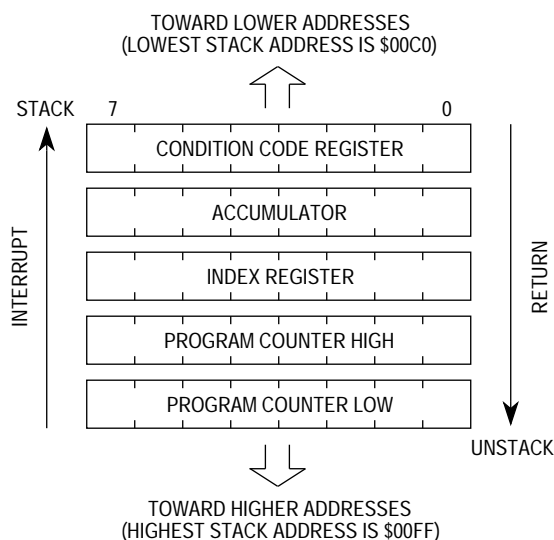 TOWARD LOWER ADDRESSES
(LOWEST STACK ADDRESS IS $00C0)
STACK
7
0
CONDITION CODE REGISTER
ACCUMULATOR
INDEX REGISTER
PROGRAM COUNTER HIGH
PROGRAM COUNTER LOW
INTERRUPT
RETURN
UNSTACK
TOWARD HIGHER ADDRESSES
(HIGHEST STACK ADDRESS IS $00FF)